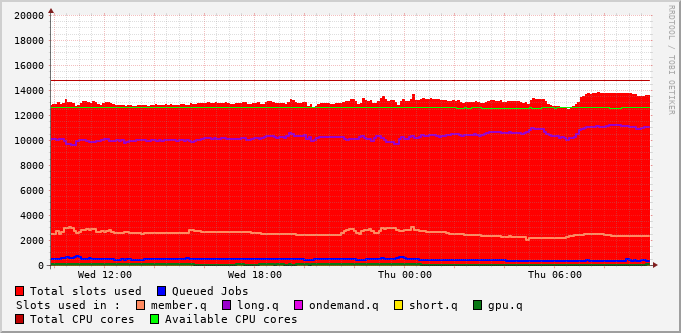 20000
18000
16000
14000
12000
10000
8000
6000
4000
2000
0
Wed 12:00 Wed 18:00 Thu 00:00 Thu 06:00
RRDTOOL / TOBI OETIKER
Total slots used Queued Jobs
Slots used in : member.q long.q ondemand.q short.q gpu.q
Total CPU cores Available CPU cores